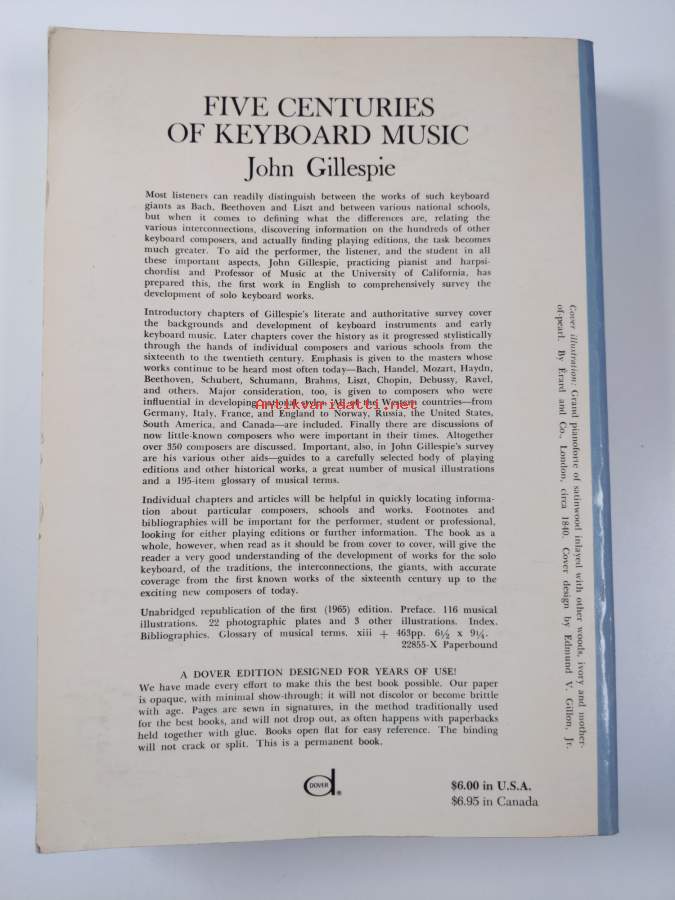 FIVE CENTURIES
OF KEYBOARD MUSIC
John Gillespie
Most listeners can readily distinguish between the works of such keyboard
giants as Bach, Beethoven and Liszt and between various national schools,
but when it comes to defining what the differences are, relating the
various interconnections, discovering information on the hundreds of other
keyboard composers, and actually finding playing editions, the task becomes
much greater. To aid the performer, the listener, and the student in all
these important aspects, John Gillespie, practicing pianist and harpsi-
chordist and Professor of Music at the University of California, has
prepared this, the first work in English to comprehensively survey the
development of solo keyboard works.
Introductory chapters of Gillespie's literate and authoritative survey cover
the backgrounds and development of keyboard instruments and early
keyboard music. Later chapters cover the history as it progressed stylistically
through the hands of individual composers and various schools from the
sixteenth to the twentieth century. Emphasis is given to the masters whose
works continue to be heard most often today—Bach, Handel, Mozart, Haydn,
Beethoven, Schubert, Schumann, Brahms, Liszt, Chopin, Debussy, Ravel,
and others. Major consideration, too, is given to composers who were
influential in developing national styles. All of the Western countries—from
Germany, Italy, France, and England to Norway, Russia, the United States,
South America, and Canada—are included. Finally there are discussions of
now little-known composers who were important in their times. Altogether
over 350 composers are discussed. Important, also, in John Gillespie's survey
are his various other aids—guides to a carefully selected body of playing
editions and other historical works, a great number of musical illustrations
and a 195-item glossary of musical terms.
Individual chapters and articles will be helpful in quickly locating informa-
tion about particular composers, schools and works. Footnotes and
bibliographies will be important for the performer, student or professional,
looking for either playing editions or further information. The book as a
whole, however, when read as it should be from cover to cover, will give the
reader a very good understanding of the development of works for the solo
keyboard, of the traditions, the interconnections, the giants, with accurate
coverage from the first known works of the sixteenth century up to the
exciting new composers of today.
Unabridged republication of the first (1965) edition. Preface. 116 musical
illustrations. 22 photographic plates and 3 other illustrations. Index.
Bibliographies. Glossary of musical terms. xiii + 463pp. 6½ x 9¼.
22855-X Paperbound
A DOVER EDITION DESIGNED FOR YEARS OF USE!
We have made every effort to make this the best book possible. Our paper
is opaque, with minimal show-through; it will not discolor or become brittle
with age. Pages are sewn in signatures, in the method traditionally used
for the best books, and will not drop out, as often happens with paperbacks
held together with glue. Books open flat for easy reference. The binding
will not crack or split. This is a permanent book.
DOVER ®
$6.00 in U.S.A.
$6.95 in Canada
Cover illustration: Grand pianoforte of satinwood inlayed with other woods, ivory and mother-
of-pearl. By Érard and Co., London, circa 1840. Cover design by Edmund V. Gillon, Jr.
Antikvarisatti.net